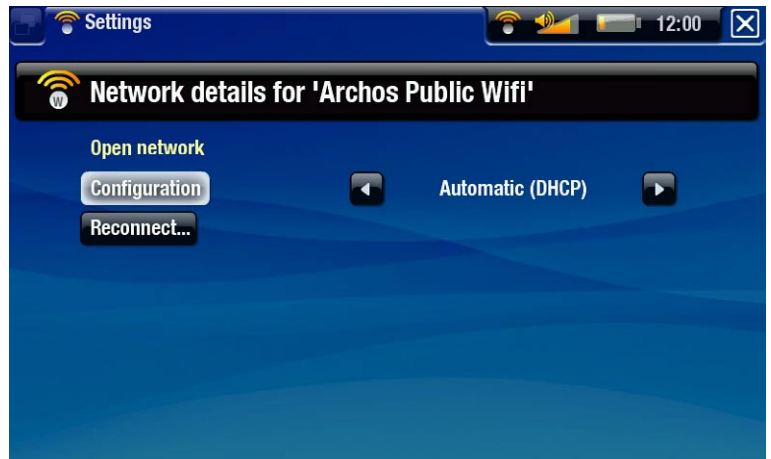 Settings
12:00
W Network details for 'Archos Public Wifi'
Open network
Configuration Automatic (DHCP)
Reconnect...